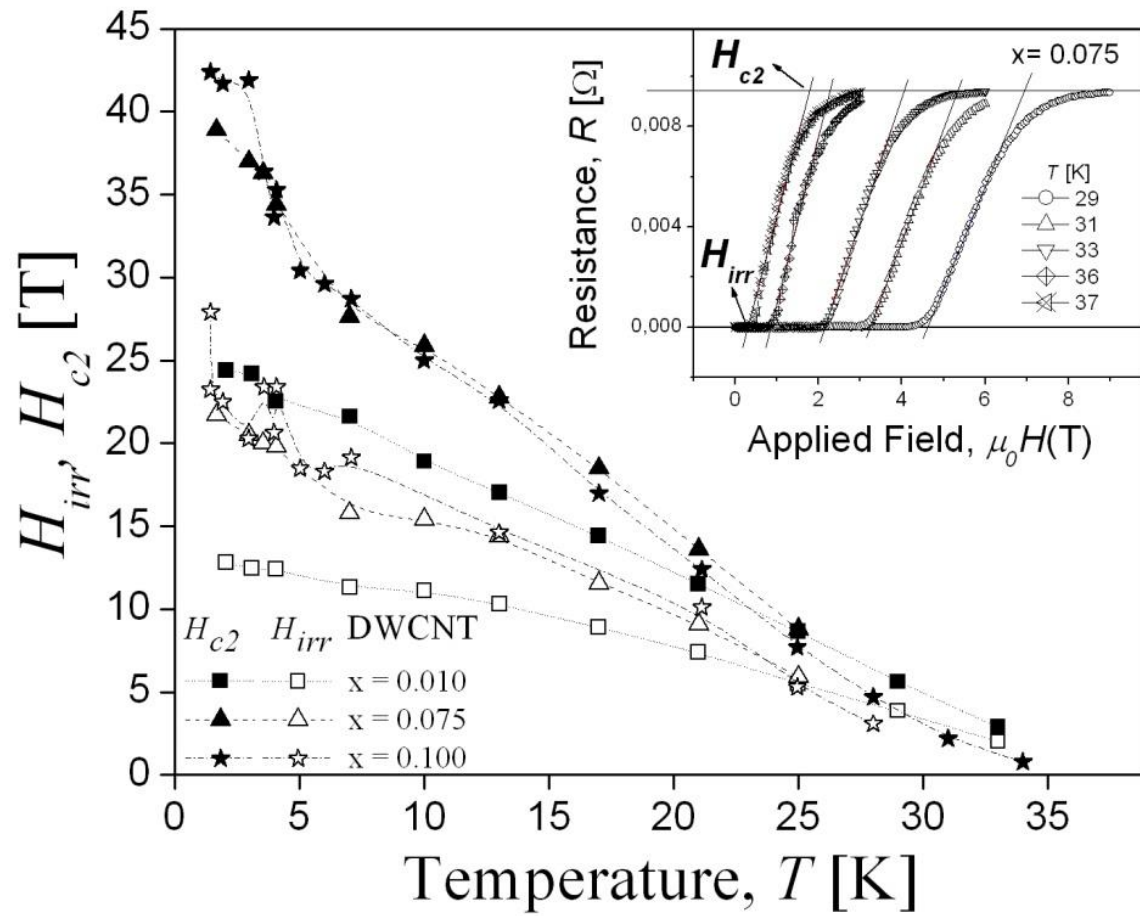 45
40
35
30
25
20
15
10
5
0
H_irr, H_c2 [T]
0 5 10 15 20 25 30 35
Temperature, T [K]
H_c2 H_irr DWCNT
x = 0.010
x = 0.075
x = 0.100
H_c2
x= 0.075
0,008
0,004
0,000
Resistance, R [Ω]
H_irr
T [K]
29
31
33
36
37
0 2 4 6 8
Applied Field, μ_0H(T)